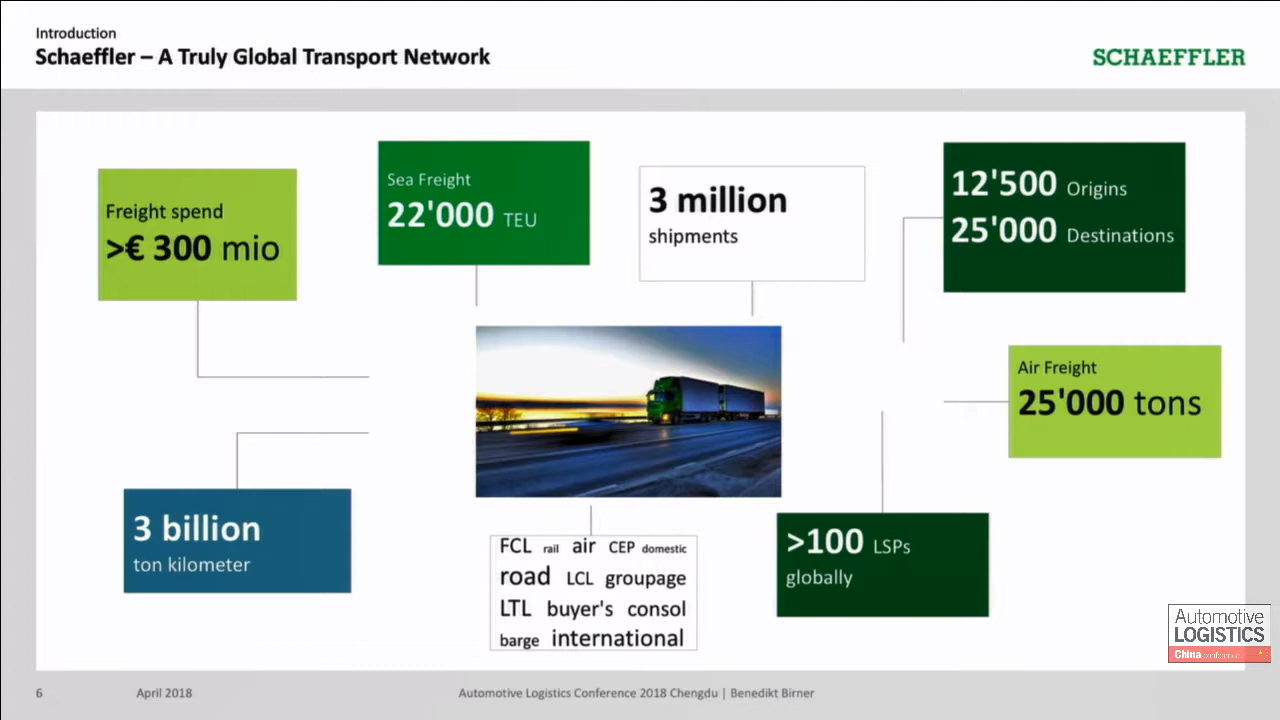 Introduction
Schaeffler – A Truly Global Transport Network
SCHAEFFLER
Freight spend
>€ 300 mio
Sea Freight
22'000 TEU
3 million
shipments
12'500 Origins
25'000 Destinations
Air Freight
25'000 tons
3 billion
ton kilometer
FCL rail air CEP domestic
road LCL groupage
LTL buyer's consol
barge international
>100 LSPs
globally
Automotive
LOGISTICS
China conference
6
April 2018
Automotive Logistics Conference 2018 Chengdu | Benedikt Birner